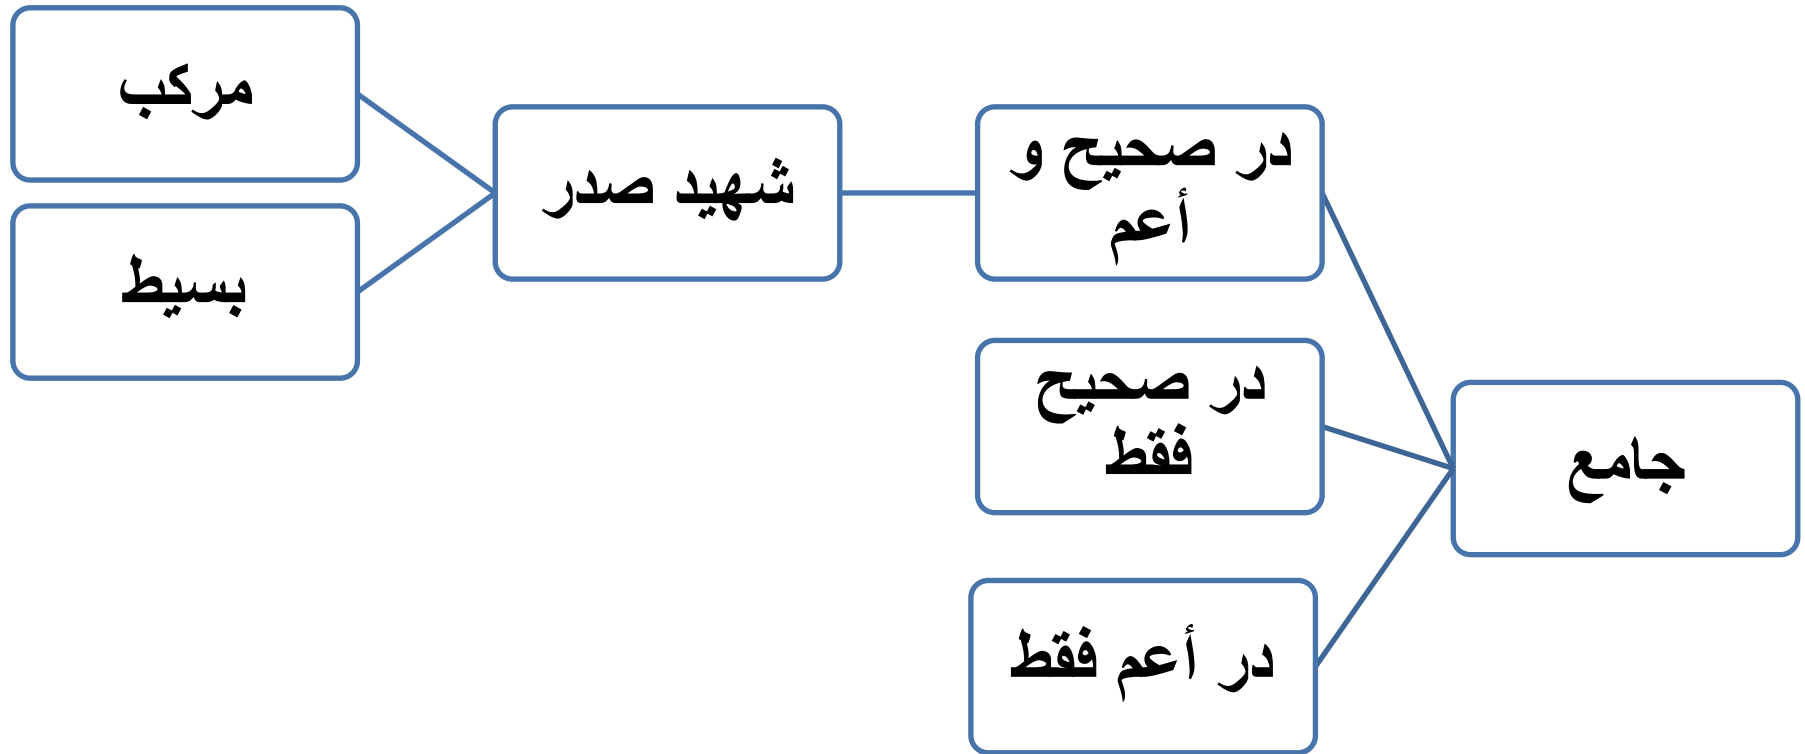 جامع
در صحيح و
أعم
در صحيح
فقط
در أعم فقط
شهيد صدر
مركب
بسيط